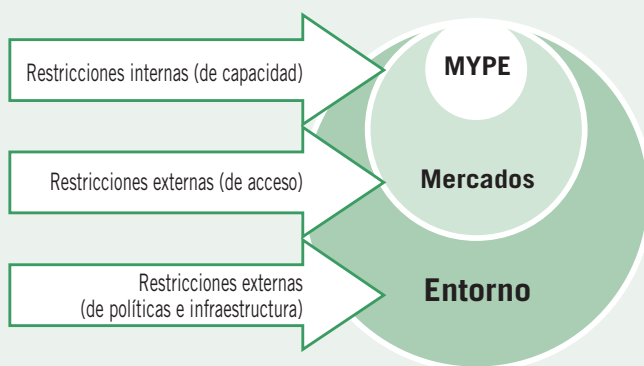 Restricciones internas (de capacidad)
MYPE
Restricciones externas (de acceso)
Mercados
Restricciones externas
(de políticas e infraestructura)
Entorno